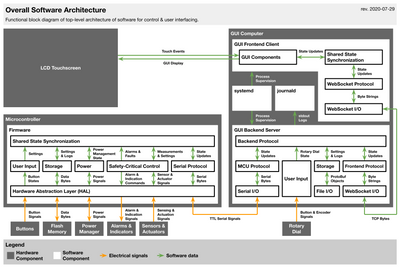 Overall Software Architecture
rev. 2020-07-29
Functional block diagram of top-level architecture of software for control & user interfacing.
LCD Touchscreen
Touch Events
GUI Display
GUI Computer
GUI Frontend Client
GUI Components
State Updates
Shared State
Synchronization
State
Updates
WebSocket Protocol
Byte Strings
WebSocket I/O
Process
Supervision
systemd
journald
Process
Supervision
stdout
Logs
GUI Backend Server
Backend Protocol
State
Updates
Rotary Dial
State
Settings
& Logs
State
Updates
MCU Protocol
User Input
Storage
Frontend Protocol
Serial
Bytes
ProtoBuf
Objects
Byte
Strings
Serial I/O
File I/O
WebSocket I/O
Microcontroller
Firmware
Shared State Synchronization
Settings
Settings
& Logs
Power
Management
State
Alarms &
Faults
Measurements
& Settings
State
Updates
User Input
Storage
Power
Safety-Critical Control
Serial Protocol
Button
States
Data
Bytes
Power
Signals
Alarm &
Indication
Commands
Sensor &
Actuator
Signals
Serial
Bytes
Hardware Abstraction Layer (HAL)
Button
Signals
Data
Bytes
Power
Signals
Alarm &
Indication
Signals
Sensing &
Actuation
Signals
TTL Serial Signals
Button & Encoder
Signals
TCP Bytes
Buttons
Flash
Memory
Power
Manager
Alarms &
Indicators
Sensors &
Actuators
Rotary
Dial
Legend
Hardware
Component
Software
Component
Electrical signals
Software data